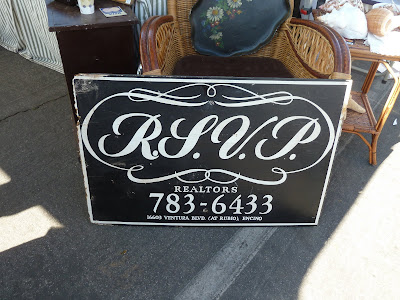 R.S.V.P.
REALTORS
783-6433
16603 VENTURA BLVD. (AT RUBIO), ENCINO